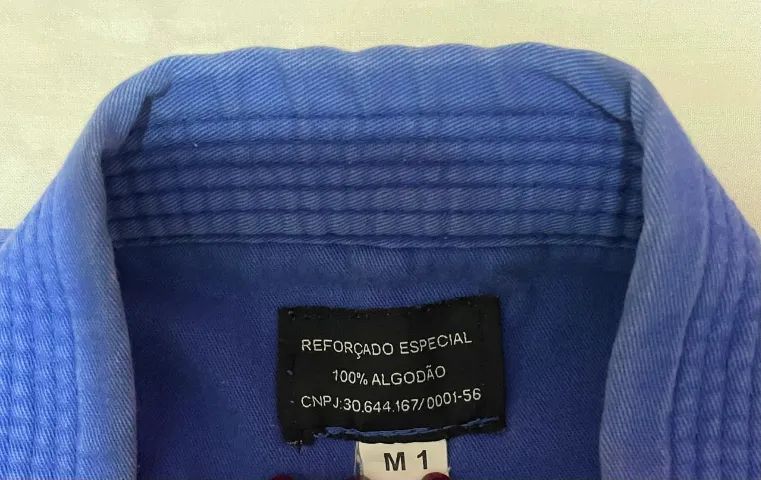 REFORÇADO ESPECIAL
100% ALGODÃO
CNPJ:30.644.167/0001-56
M 1